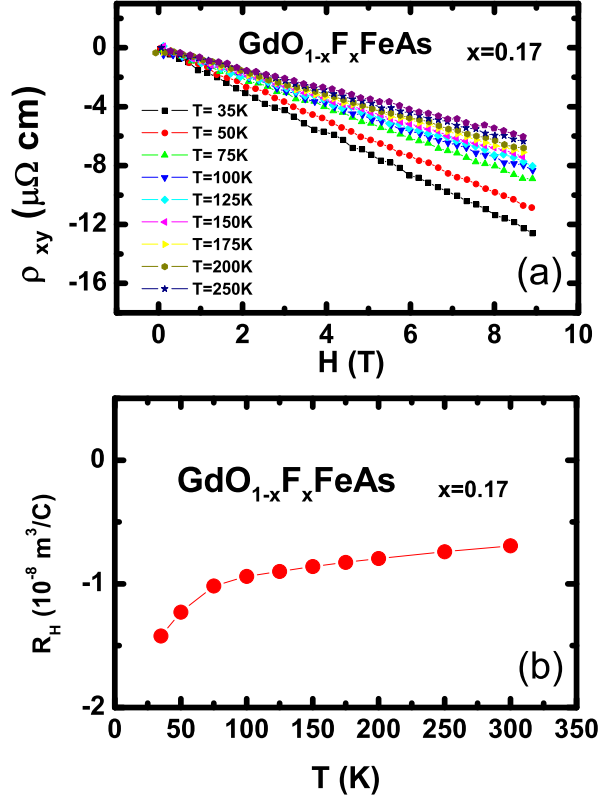 GdO₁₋ₓFₓFeAs x=0.17
0
-4
-8
-12
-16
ρ xy (μΩ cm)
T= 35K
T= 50K
T= 75K
T=100K
T=125K
T=150K
T=175K
T=200K
T=250K
(a)
0 2 4 6 8 10
H (T)
0
-1
-2
R_H (10⁻⁸ m³/C)
GdO₁₋ₓFₓFeAs x=0.17
(b)
0 50 100 150 200 250 300 350
T (K)